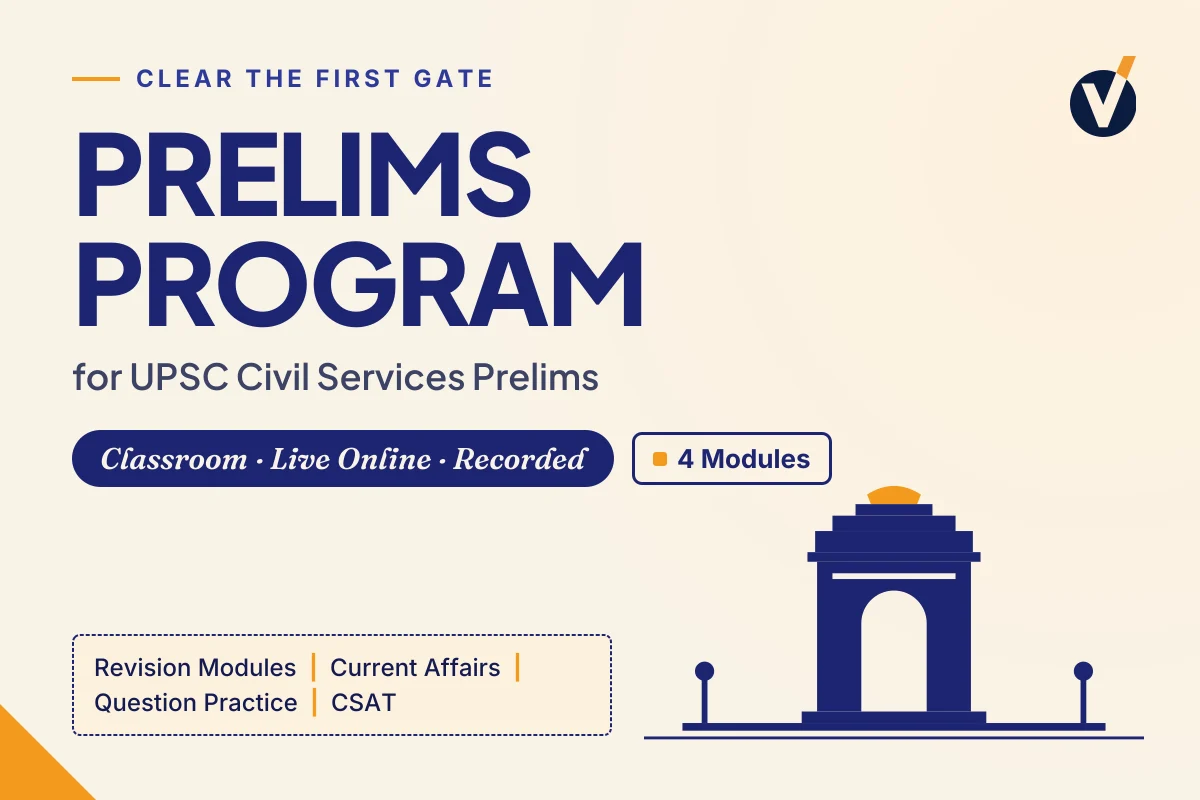 CLEAR THE FIRST GATE
V
PRELIMS
PROGRAM
for UPSC Civil Services Prelims
Classroom · Live Online · Recorded
4 Modules
Revision Modules | Current Affairs |
Question Practice | CSAT